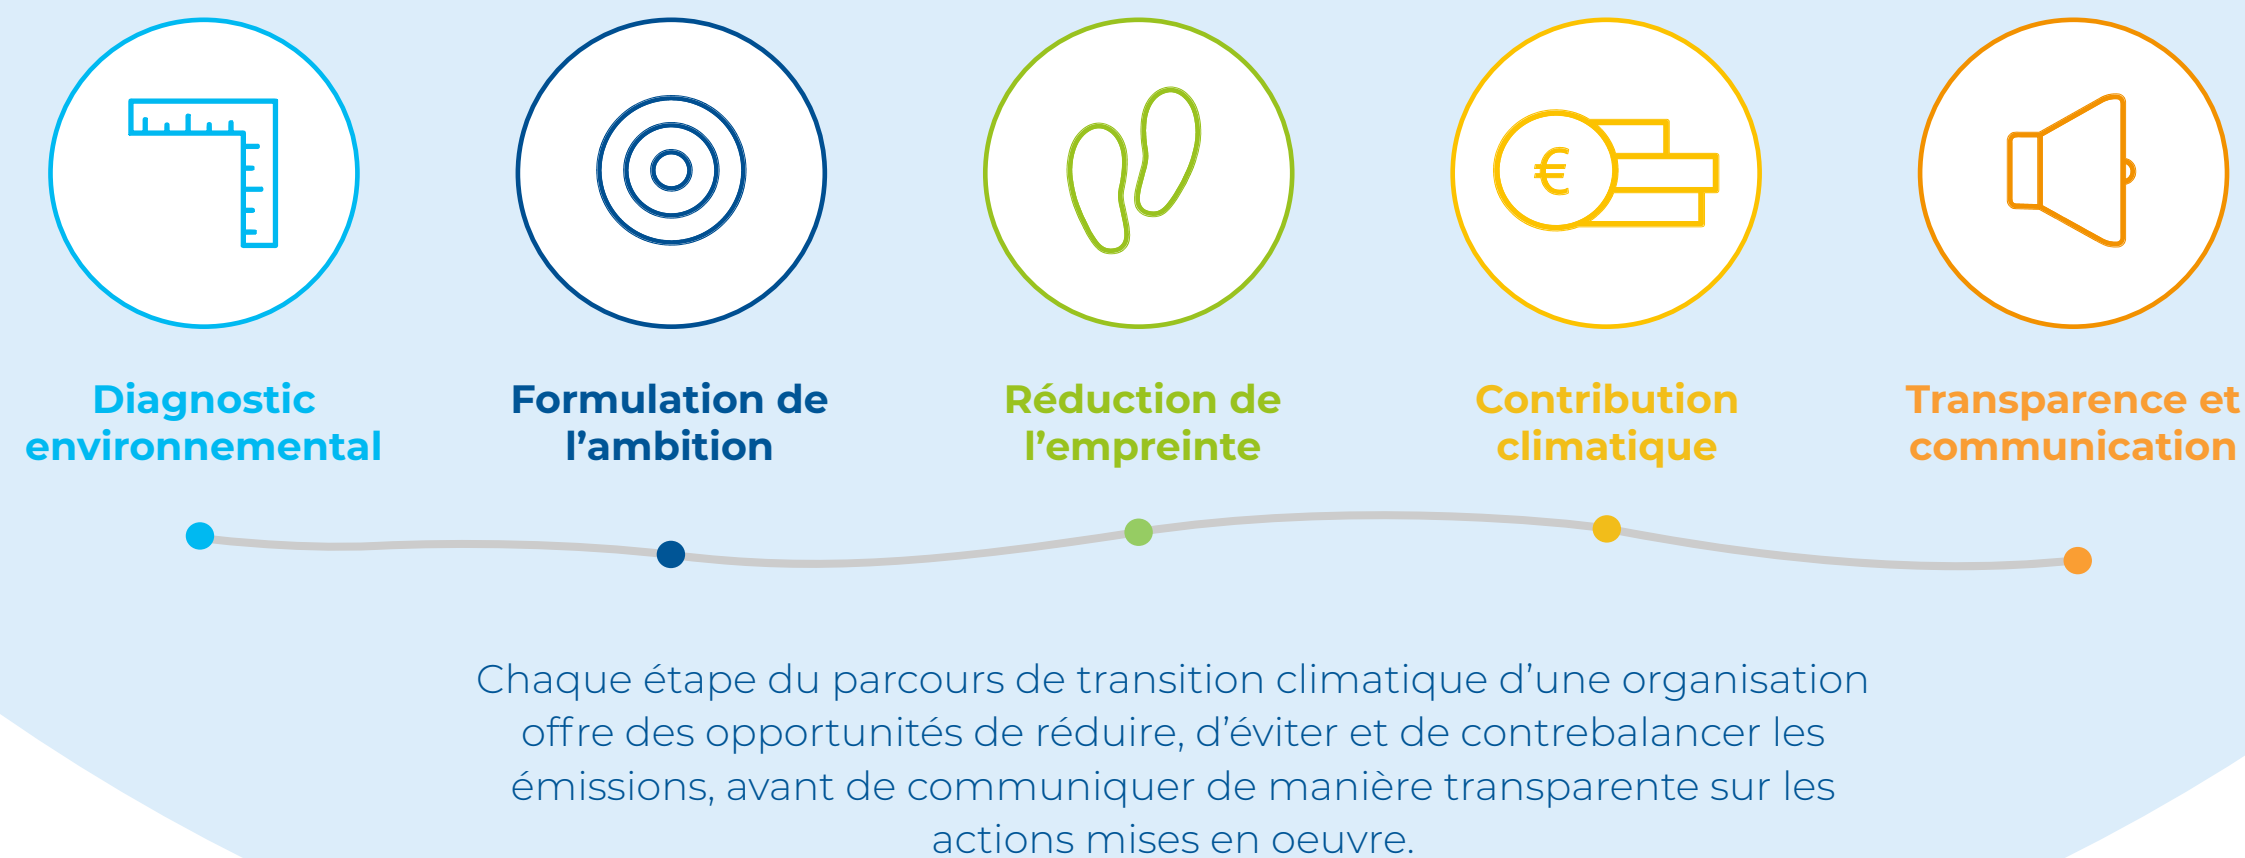 €
Diagnostic
environnemental
Formulation de
l’ambition
Réduction de
l’empreinte
Contribution
climatique
Transparence et
communication
Chaque étape du parcours de transition climatique d’une organisation
offre des opportunités de réduire, d’éviter et de contrebalancer les
émissions, avant de communiquer de manière transparente sur les
actions mises en oeuvre.